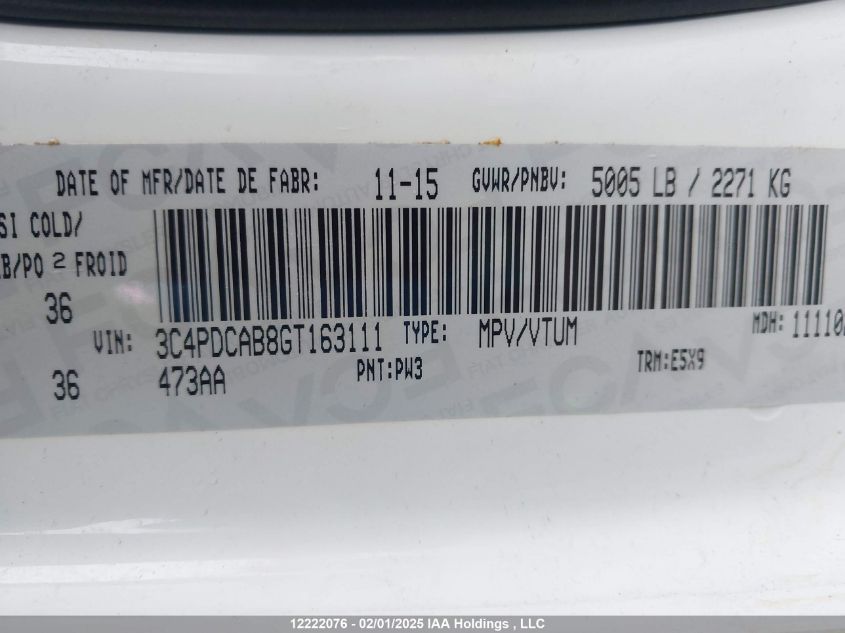 DATE OF MFR/DATE DE FABR: 11-15 GVWR/PNBV: 5005 LB / 2271 KG
SI COLD/
B/PO 2 FROID
36
VIN: 3C4PDCAB8GT163111 TYPE: MPV/VTUM MDH: 11110
36 473AA PNT:PW3 TRM:E5X9
12222076 - 02/01/2025 IAA Holdings , LLC